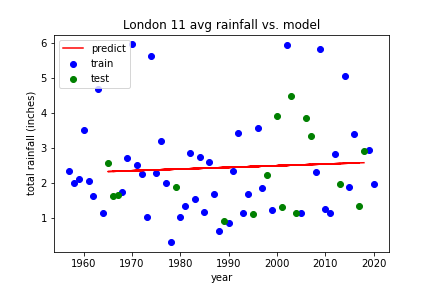 London 11 avg rainfall vs. model
predict
train
test
total rainfall (inches)
6
5
4
3
2
1
1960 1970 1980 1990 2000 2010 2020
year